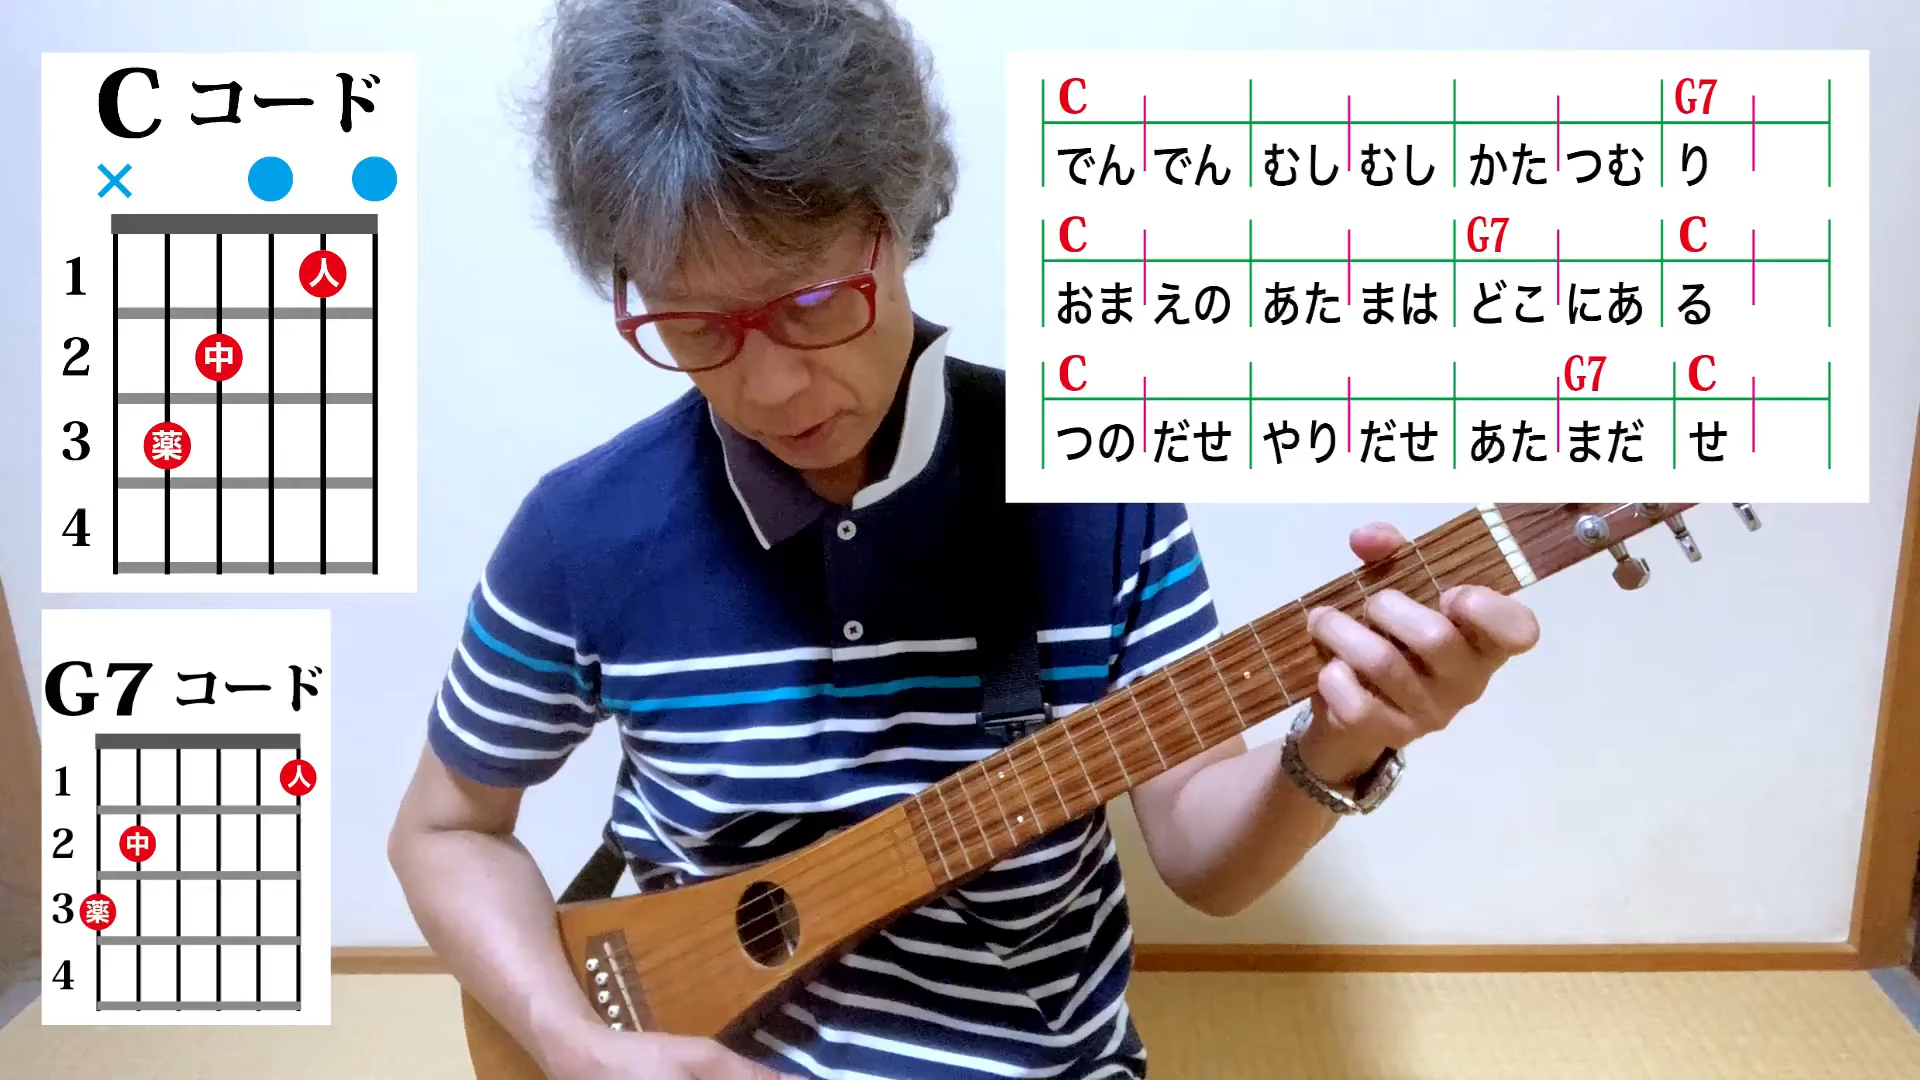 C コード
×
1 人
2 中
3 薬
4
G7 コード
1 人
2 中
3 薬
4
C G7
でん でん むし むし かた つむ り
C G7 C
おま えの あた まは どこ にあ る
C G7 C
つの だせ やり だせ あた まだ せ